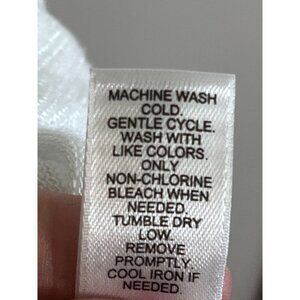 MACHINE WASH
COLD.
GENTLE CYCLE.
WASH WITH
LIKE COLORS.
ONLY
NON-CHLORINE
BLEACH WHEN
NEEDED.
TUMBLE DRY
LOW.
REMOVE
PROMPTLY.
COOL IRON IF
NEEDED.